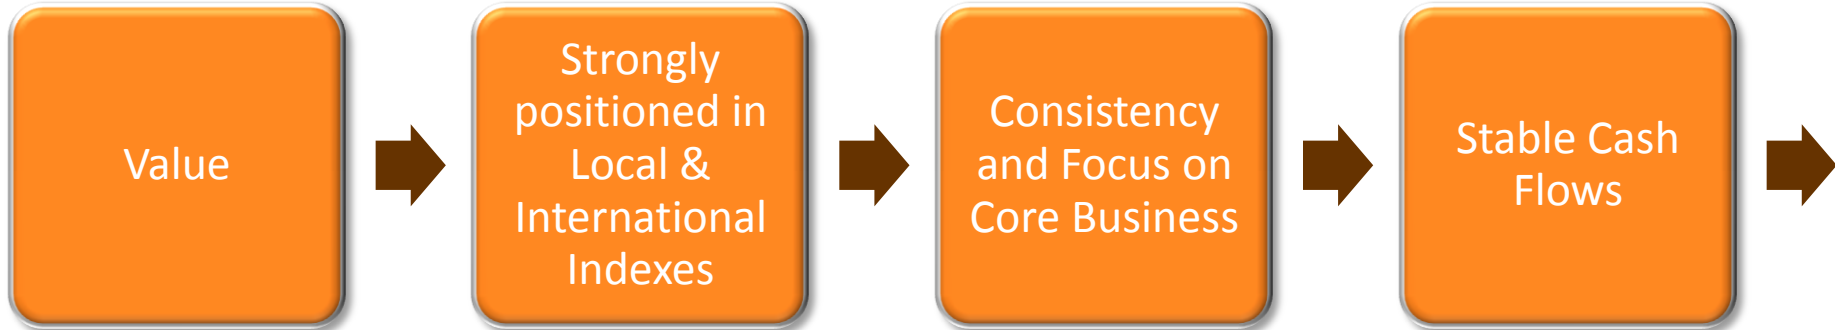 Value
Strongly
positioned in
Local &
International
Indexes
Consistency
and Focus on
Core Business
Stable Cash
Flows